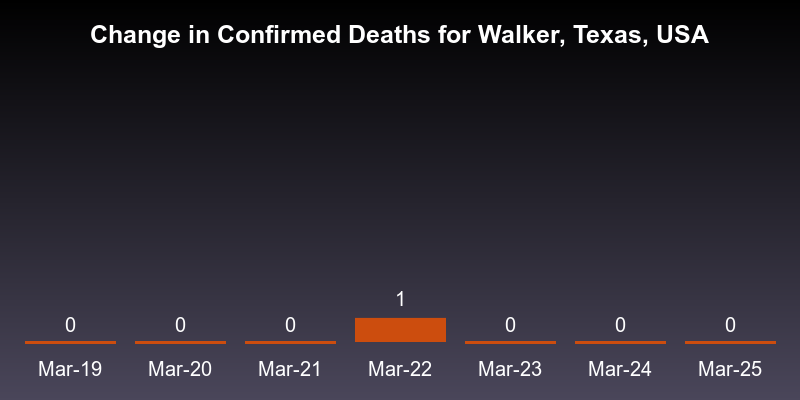 Change in Confirmed Deaths for Walker, Texas, USA
1
0 0 0 0 0 0
Mar-19 Mar-20 Mar-21 Mar-22 Mar-23 Mar-24 Mar-25